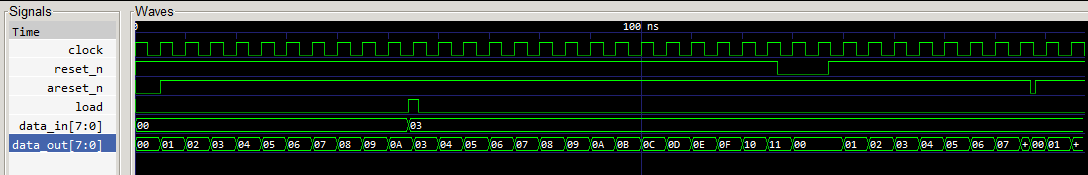 Signals Waves
Time 0 100 ns
clock
reset_n
areset_n
load
data_in[7:0] 00 03
data_out[7:0] 00 01 02 03 04 05 06 07 08 09 0A 03 04 05 06 07 08 09 0A 0B 0C 0D 0E 0F 10 11 00 01 02 03 04 05 06 07 + 00 01 +